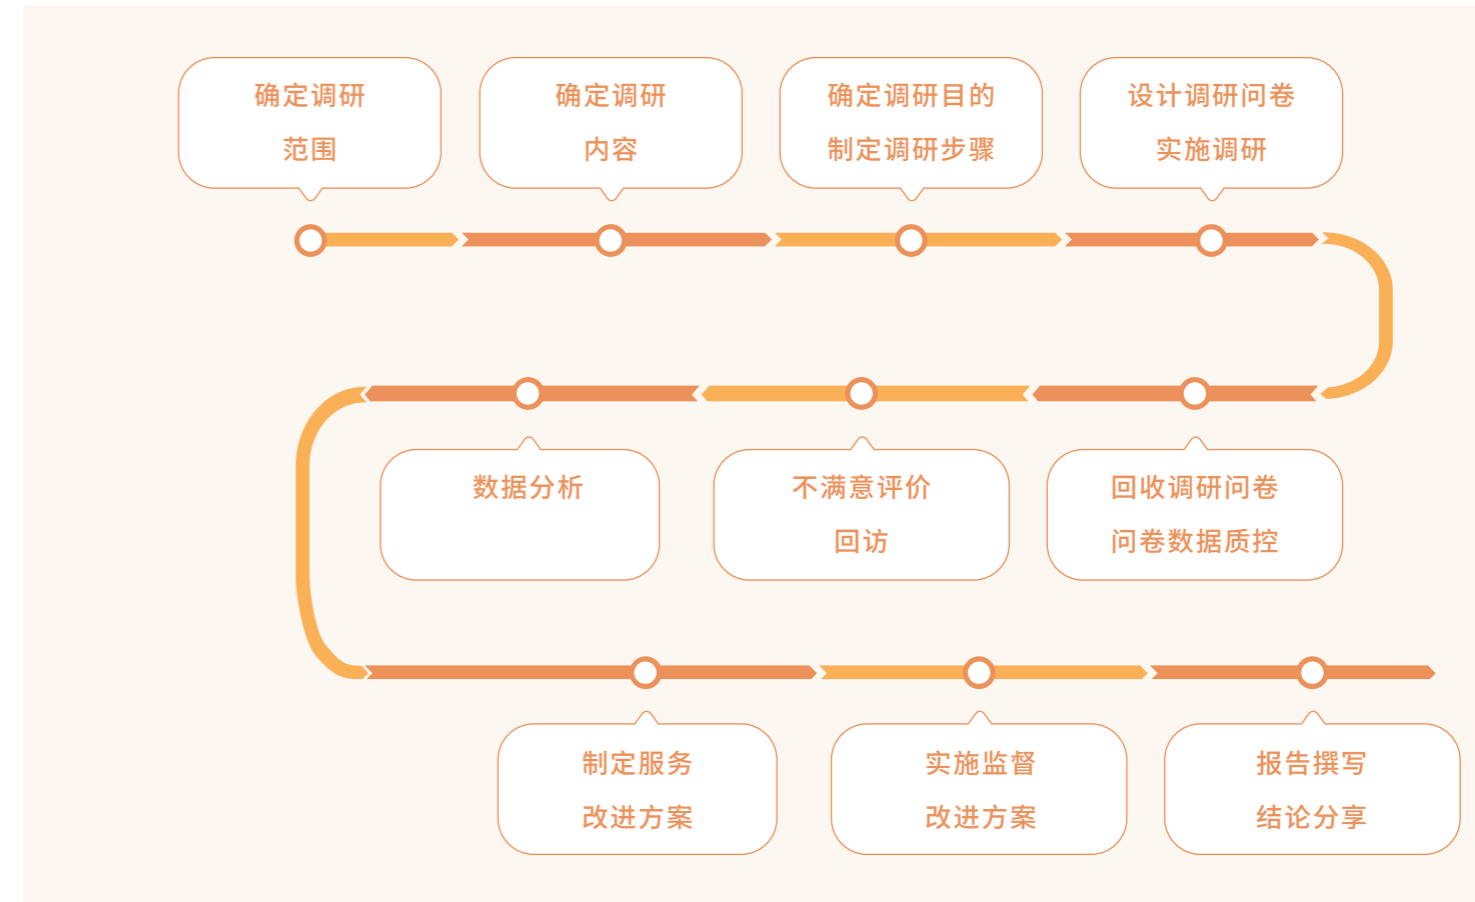 确定调研
范围
确定调研
内容
确定调研目的
制定调研步骤
设计调研问卷
实施调研
回收调研问卷
问卷数据质控
不满意评价
回访
数据分析
制定服务
改进方案
实施监督
改进方案
报告撰写
结论分享